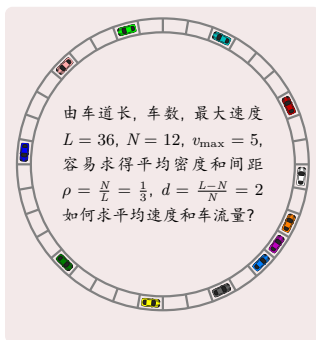 由车道长, 车数, 最大速度
L = 36, N = 12, v_max = 5,
容易求得平均密度和间距
ρ = N/L = 1/3, d = (L−N)/N = 2
如何求平均速度和车流量?